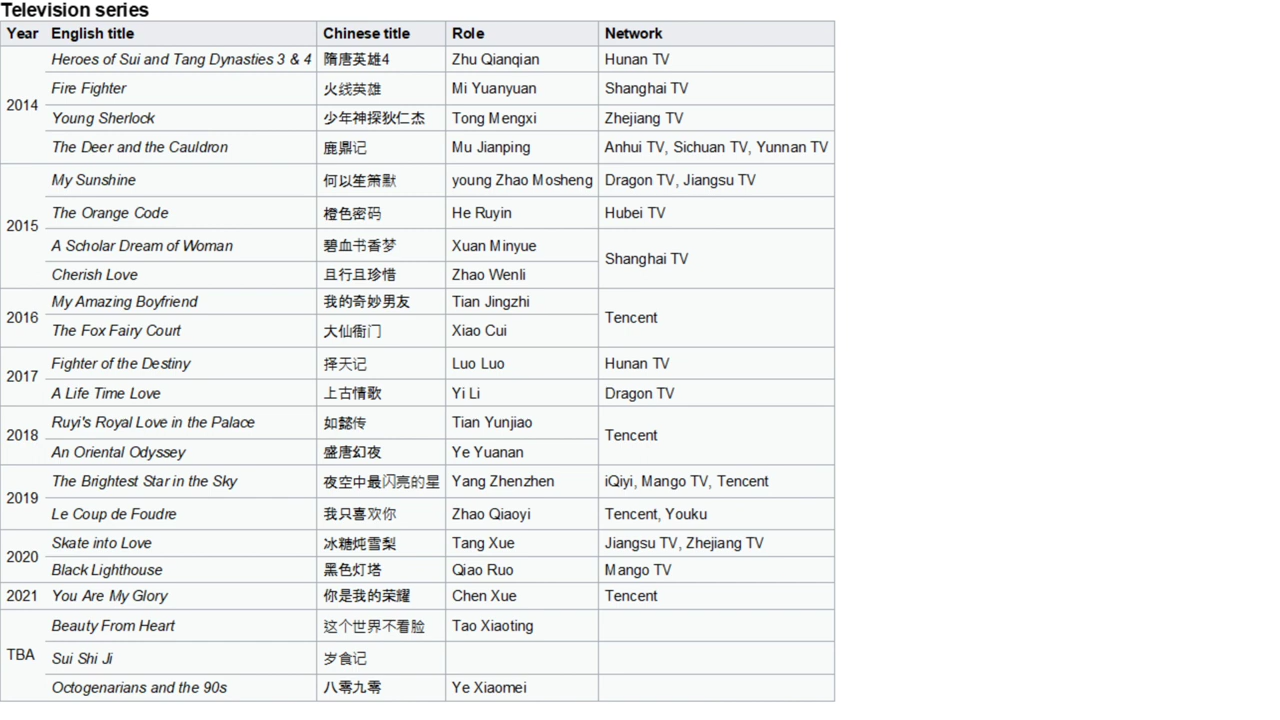 Television series
Year English title Chinese title Role Network
2014 Heroes of Sui and Tang Dynasties 3 & 4 隋唐英雄4 Zhu Qianqian Hunan TV
Fire Fighter 火线英雄 Mi Yuanyuan Shanghai TV
Young Sherlock 少年神探狄仁杰 Tong Mengxi Zhejiang TV
The Deer and the Cauldron 鹿鼎记 Mu Jianping Anhui TV, Sichuan TV, Yunnan TV
2015 My Sunshine 何以笙箫默 young Zhao Mosheng Dragon TV, Jiangsu TV
The Orange Code 橙色密码 He Ruyin Hubei TV
A Scholar Dream of Woman 碧血书香梦 Xuan Minyue Shanghai TV
Cherish Love 且行且珍惜 Zhao Wenli
2016 My Amazing Boyfriend 我的奇妙男友 Tian Jingzhi Tencent
The Fox Fairy Court 大仙衙门 Xiao Cui
2017 Fighter of the Destiny 择天记 Luo Luo Hunan TV
A Life Time Love 上古情歌 Yi Li Dragon TV
2018 Ruyi's Royal Love in the Palace 如懿传 Tian Yunjiao Tencent
An Oriental Odyssey 盛唐幻夜 Ye Yuanan
2019 The Brightest Star in the Sky 夜空中最闪亮的星 Yang Zhenzhen iQiyi, Mango TV, Tencent
Le Coup de Foudre 我只喜欢你 Zhao Qiaoyi Tencent, Youku
2020 Skate into Love 冰糖炖雪梨 Tang Xue Jiangsu TV, Zhejiang TV
Black Lighthouse 黑色灯塔 Qiao Ruo Mango TV
2021 You Are My Glory 你是我的荣耀 Chen Xue Tencent
TBA Beauty From Heart 这个世界不看脸 Tao Xiaoting
Sui Shi Ji 岁食记
Octogenarians and the 90s 八零九零 Ye Xiaomei